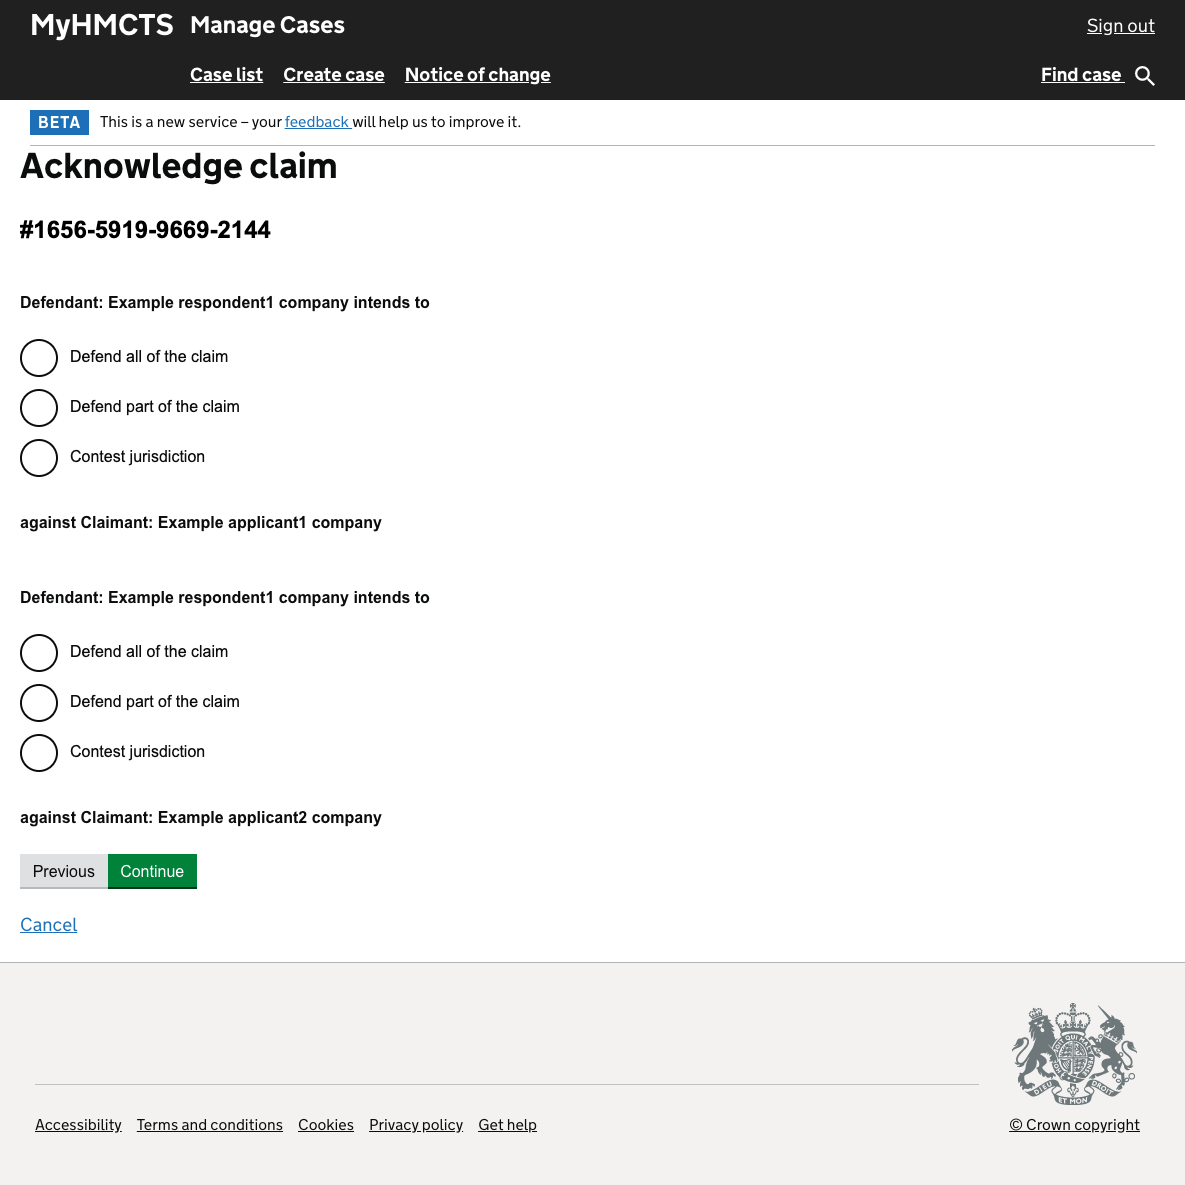 MyHMCTS Manage Cases Sign out
Case list Create case Notice of change Find case
BETA This is a new service – your feedback will help us to improve it.
Acknowledge claim
#1656-5919-9669-2144
Defendant: Example respondent1 company intends to
Defend all of the claim
Defend part of the claim
Contest jurisdiction
against Claimant: Example applicant1 company
Defendant: Example respondent1 company intends to
Defend all of the claim
Defend part of the claim
Contest jurisdiction
against Claimant: Example applicant2 company
Previous Continue
Cancel
DIEU ET MON DROIT
Accessibility Terms and conditions Cookies Privacy policy Get help © Crown copyright